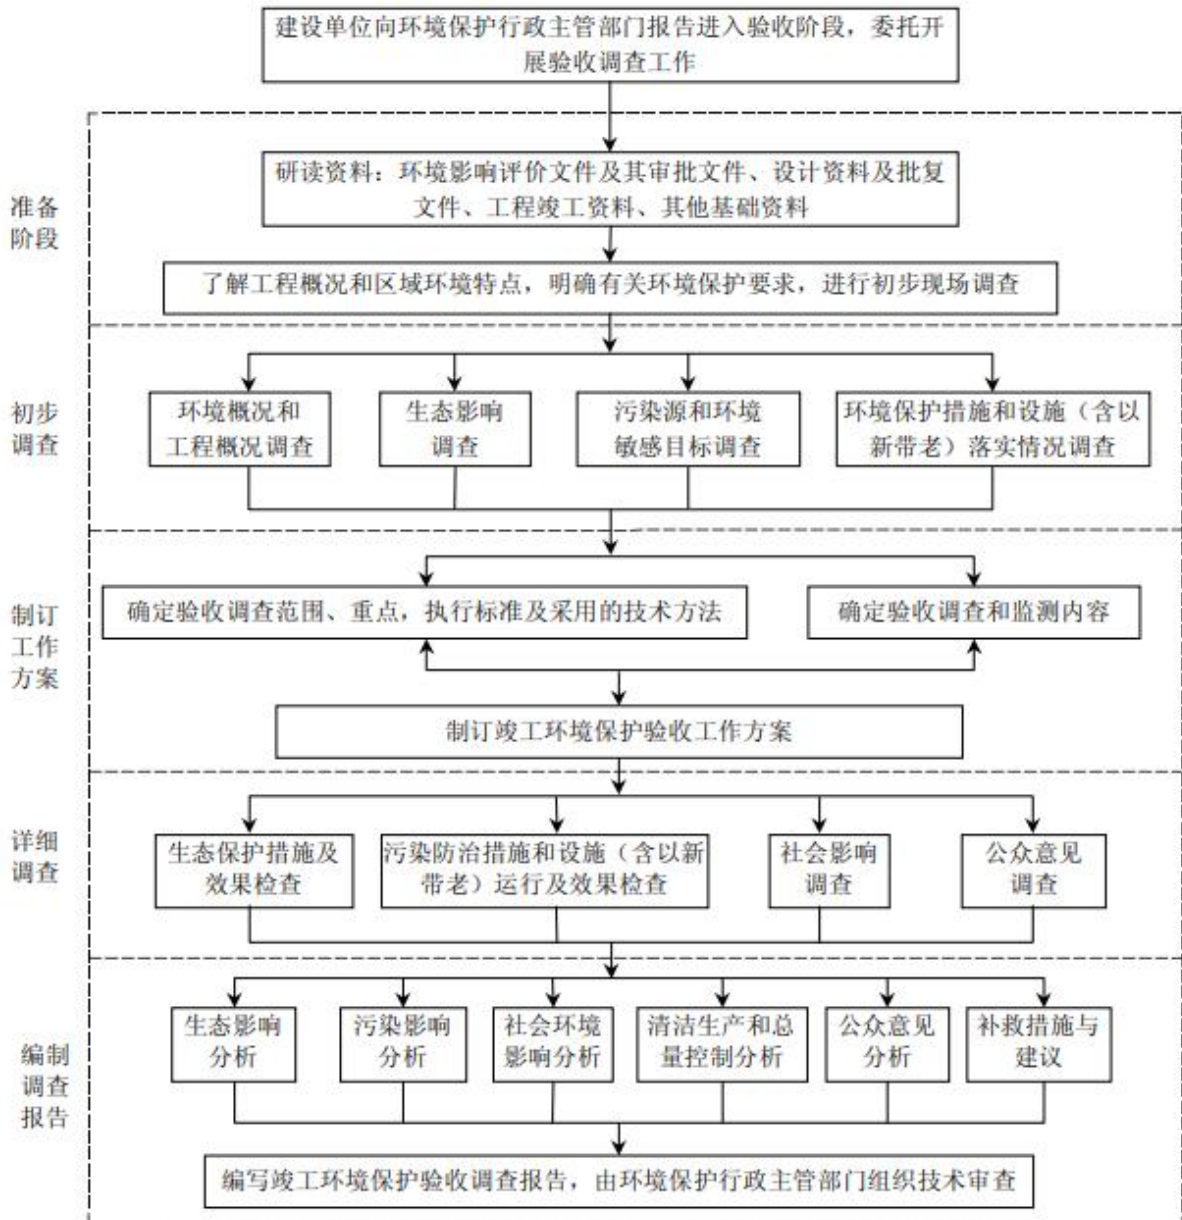 建设单位向环境保护行政主管部门报告进入验收阶段，委托开
展验收调查工作
准备
阶段
研读资料：环境影响评价文件及其审批文件、设计资料及批复
文件、工程竣工资料、其他基础资料
了解工程概况和区域环境特点，明确有关环境保护要求，进行初步现场调查
初步
调查
环境概况和
工程概况调查
生态影响
调查
污染源和环境
敏感目标调查
环境保护措施和设施（含以
新带老）落实情况调查
制订
工作
方案
确定验收调查范围、重点，执行标准及采用的技术方法
确定验收调查和监测内容
制订竣工环境保护验收工作方案
详细
调查
生态保护措施及
效果检查
污染防治措施和设施（含以新
带老）运行及效果检查
社会影响
调查
公众意见
调查
编制
调查
报告
生态影响
分析
污染影响
分析
社会环境
影响分析
清洁生产和总
量控制分析
公众意见
分析
补救措施与
建议
编写竣工环境保护验收调查报告，由环境保护行政主管部门组织技术审查